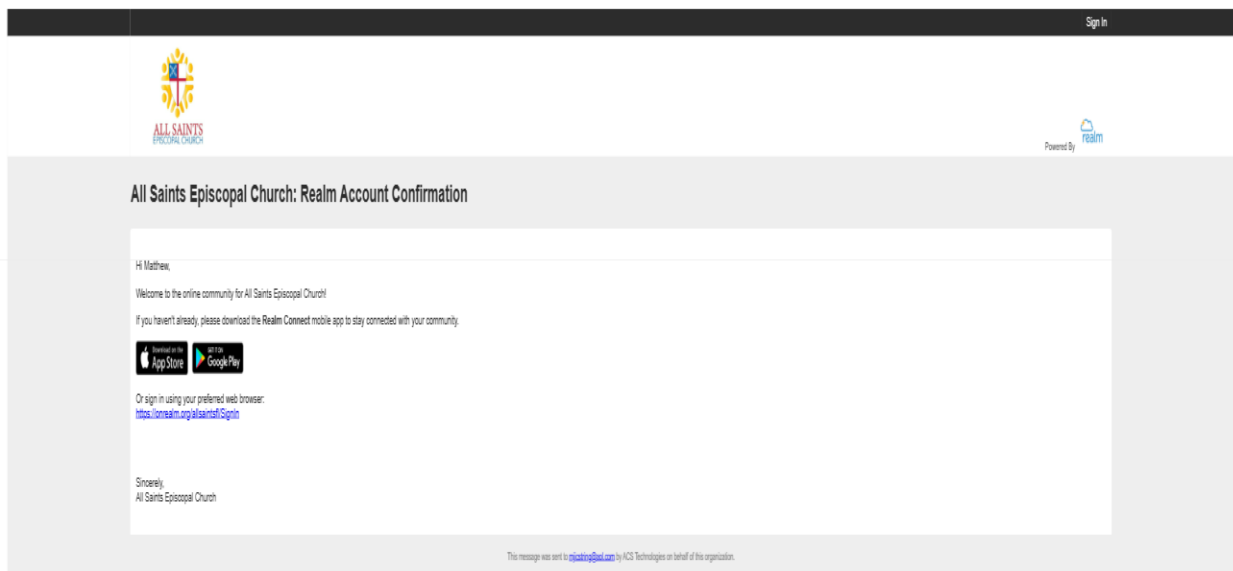 Sign In
ALL SAINTS
EPISCOPAL CHURCH
Powered By realm
All Saints Episcopal Church: Realm Account Confirmation
Hi Matthew,
Welcome to the online community for All Saints Episcopal Church!
If you haven't already, please download the Realm Connect mobile app to stay connected with your community.
Download on the
App Store
GET IT ON
Google Play
Or sign in using your preferred web browser:
https://onrealm.org/allsaintsfl/SignIn
Sincerely,
All Saints Episcopal Church
This message was sent to by ACS Technologies on behalf of this organization.